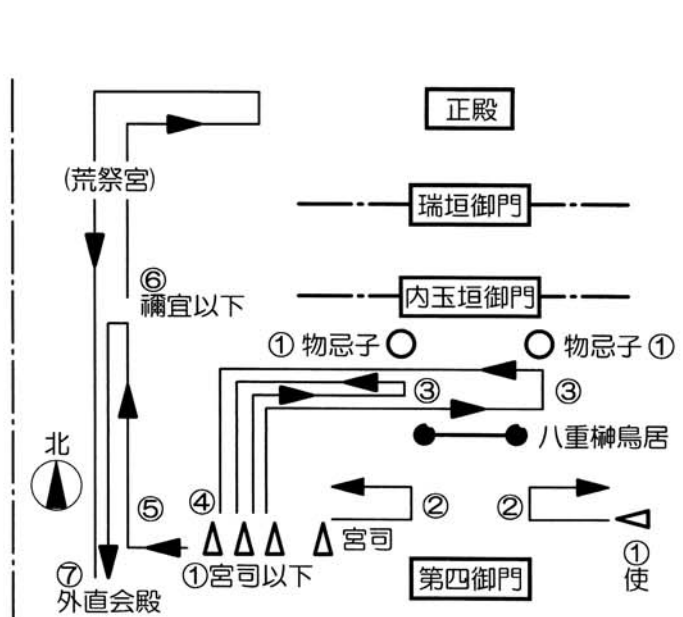 正殿
(荒祭宮)
瑞垣御門
⑥
禰宜以下
内玉垣御門
①物忌子
物忌子①
③
③
八重榊鳥居
北
⑤
④
②
②
宮司
①宮司以下
①
使
第四御門
⑦
外直会殿